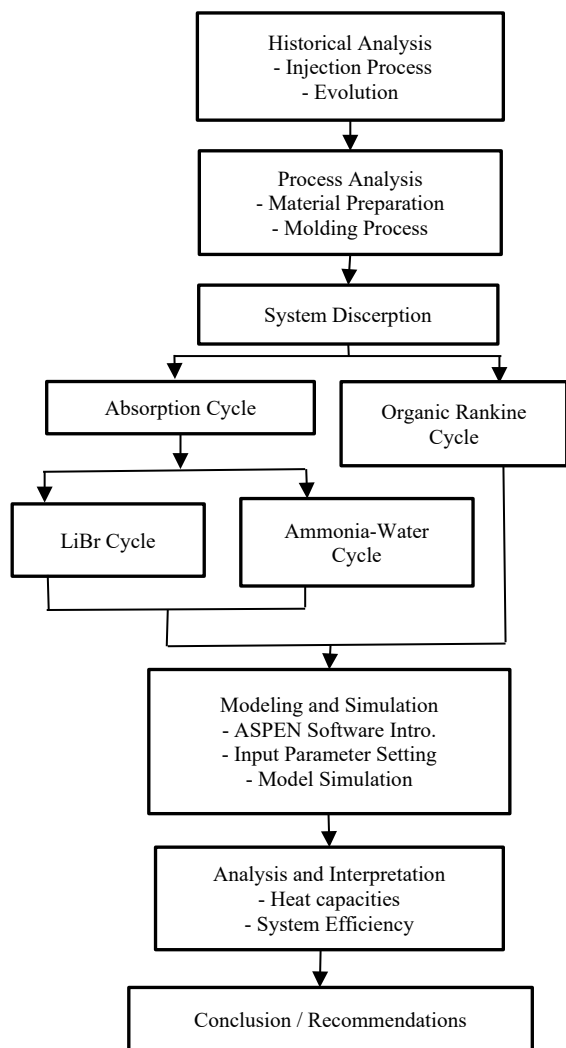 Historical Analysis
- Injection Process
- Evolution
Process Analysis
- Material Preparation
- Molding Process
System Discerption
Absorption Cycle
Organic Rankine
Cycle
LiBr Cycle
Ammonia-Water
Cycle
Modeling and Simulation
- ASPEN Software Intro.
- Input Parameter Setting
- Model Simulation
Analysis and Interpretation
- Heat capacities
- System Efficiency
Conclusion / Recommendations